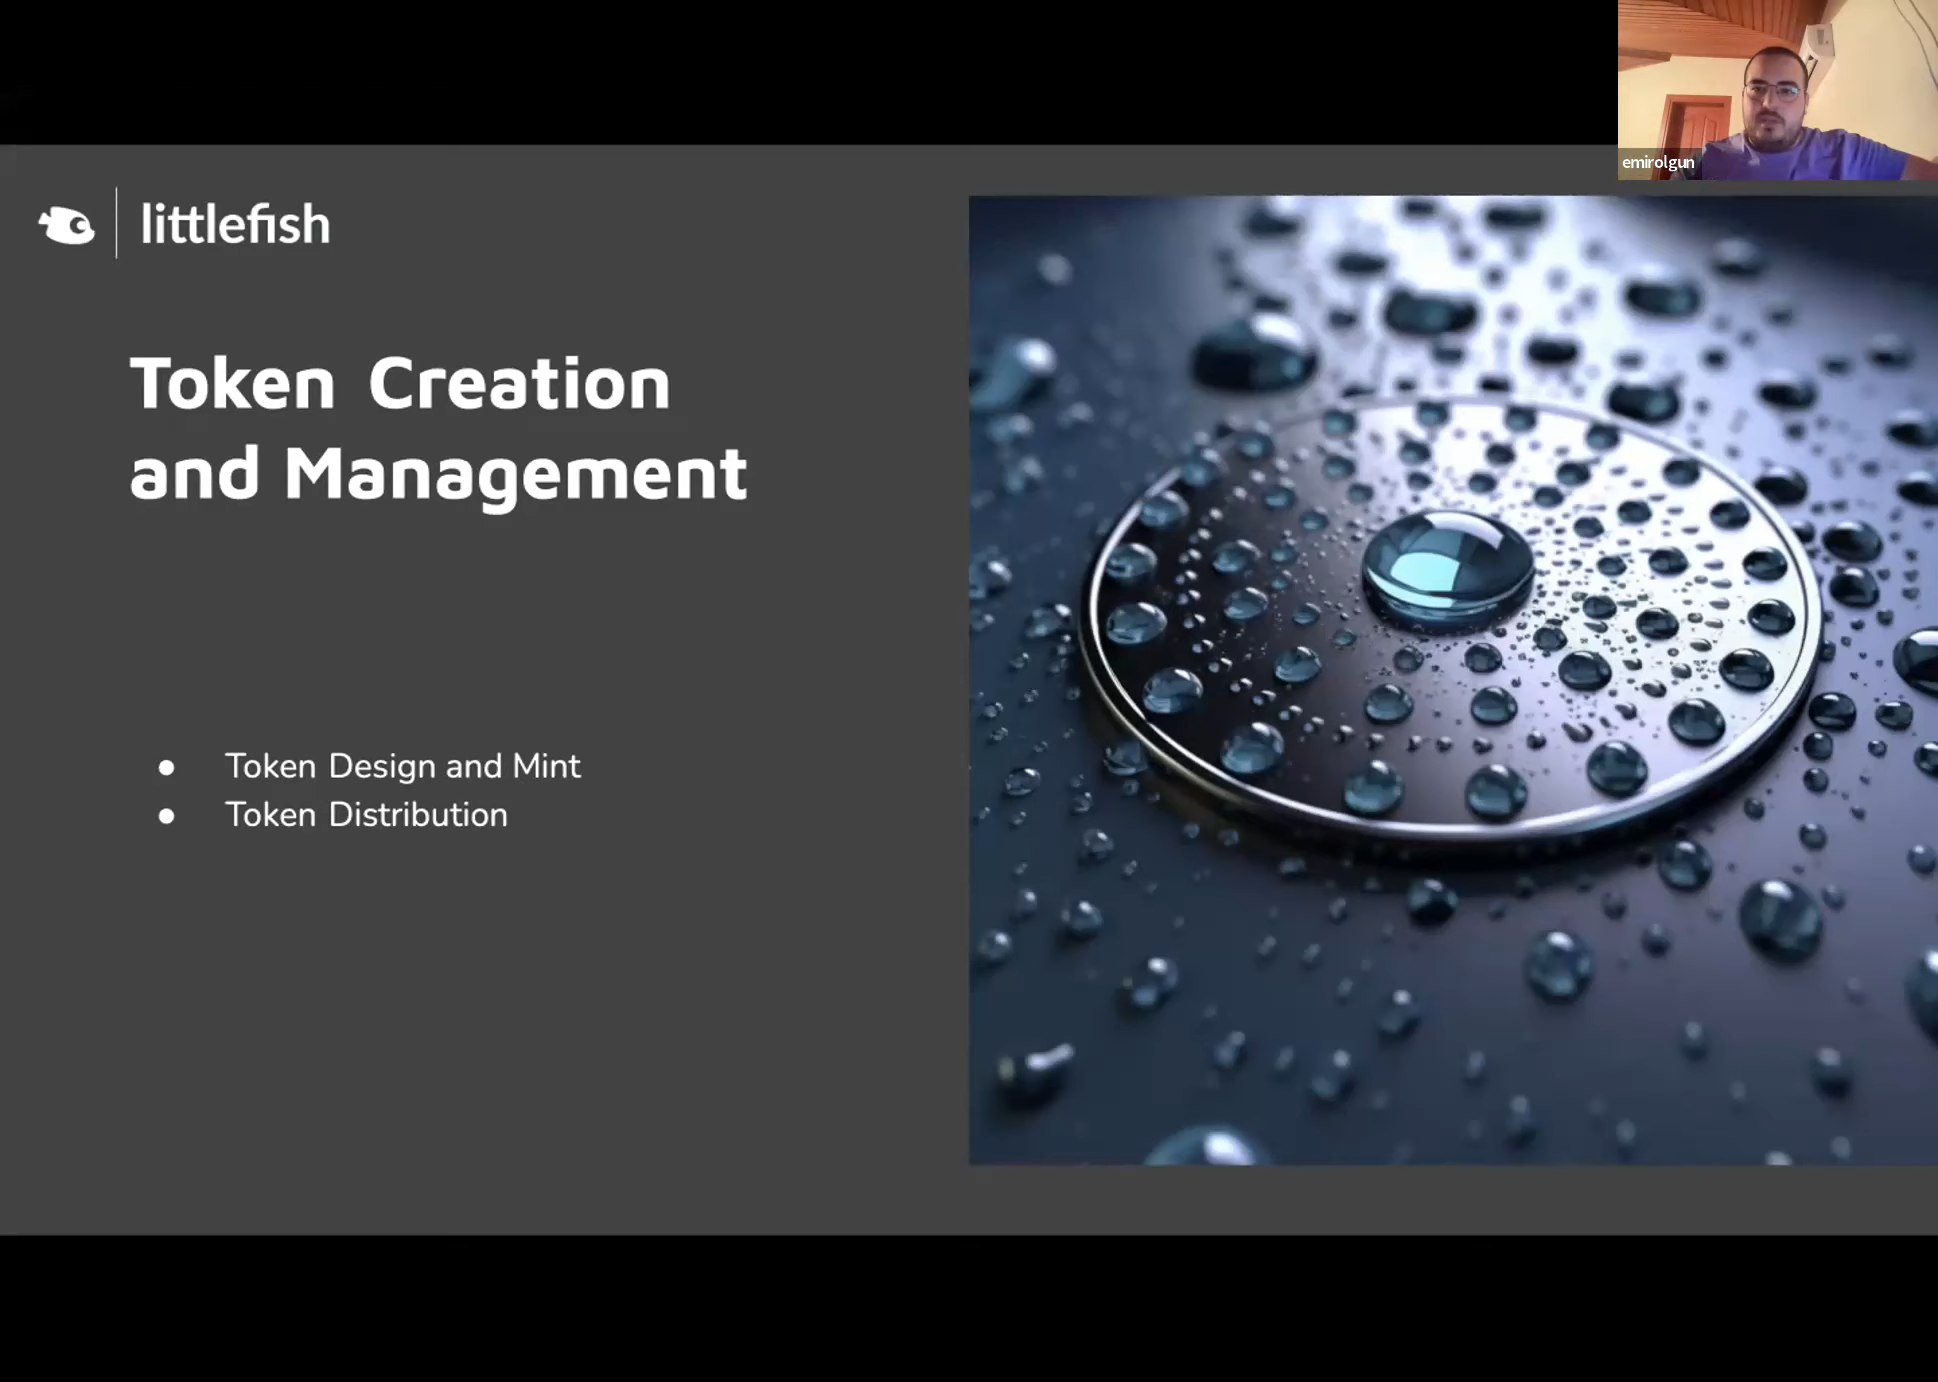 emirolgun
littlefish
Token Creation
and Management
● Token Design and Mint
● Token Distribution